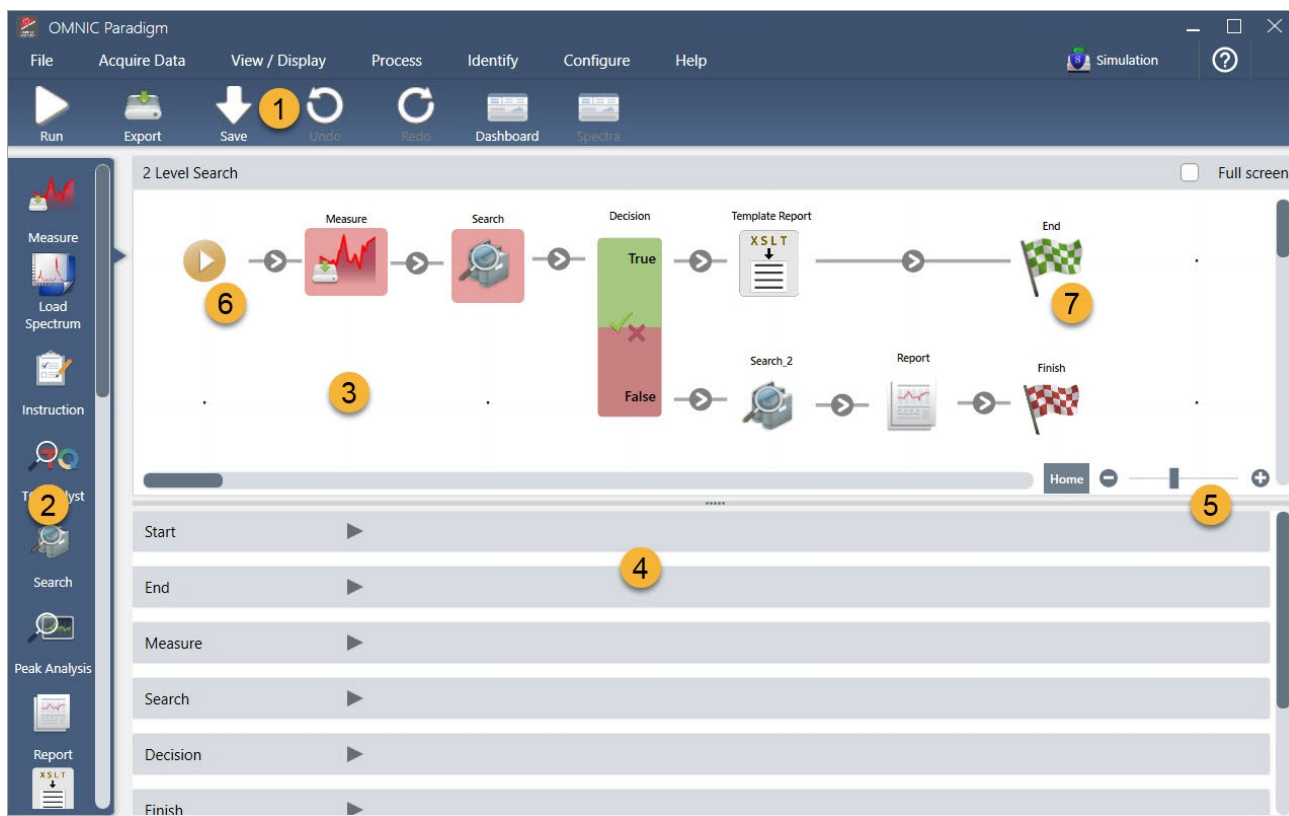 OMNIC Paradigm
File Acquire Data View / Display Process Identify Configure Help Simulation
1
Run Export Save Undo Redo Dashboard Spectra
2 Level Search Full screen
Measure Search Decision Template Report End
XSLT
True
6 7
3
Search_2 Report Finish
False
Home
5
Measure
Load
Spectrum
Instruction
2
Search
Peak Analysis
Report
XSLT
Start
4
End
Measure
Search
Decision
Finish